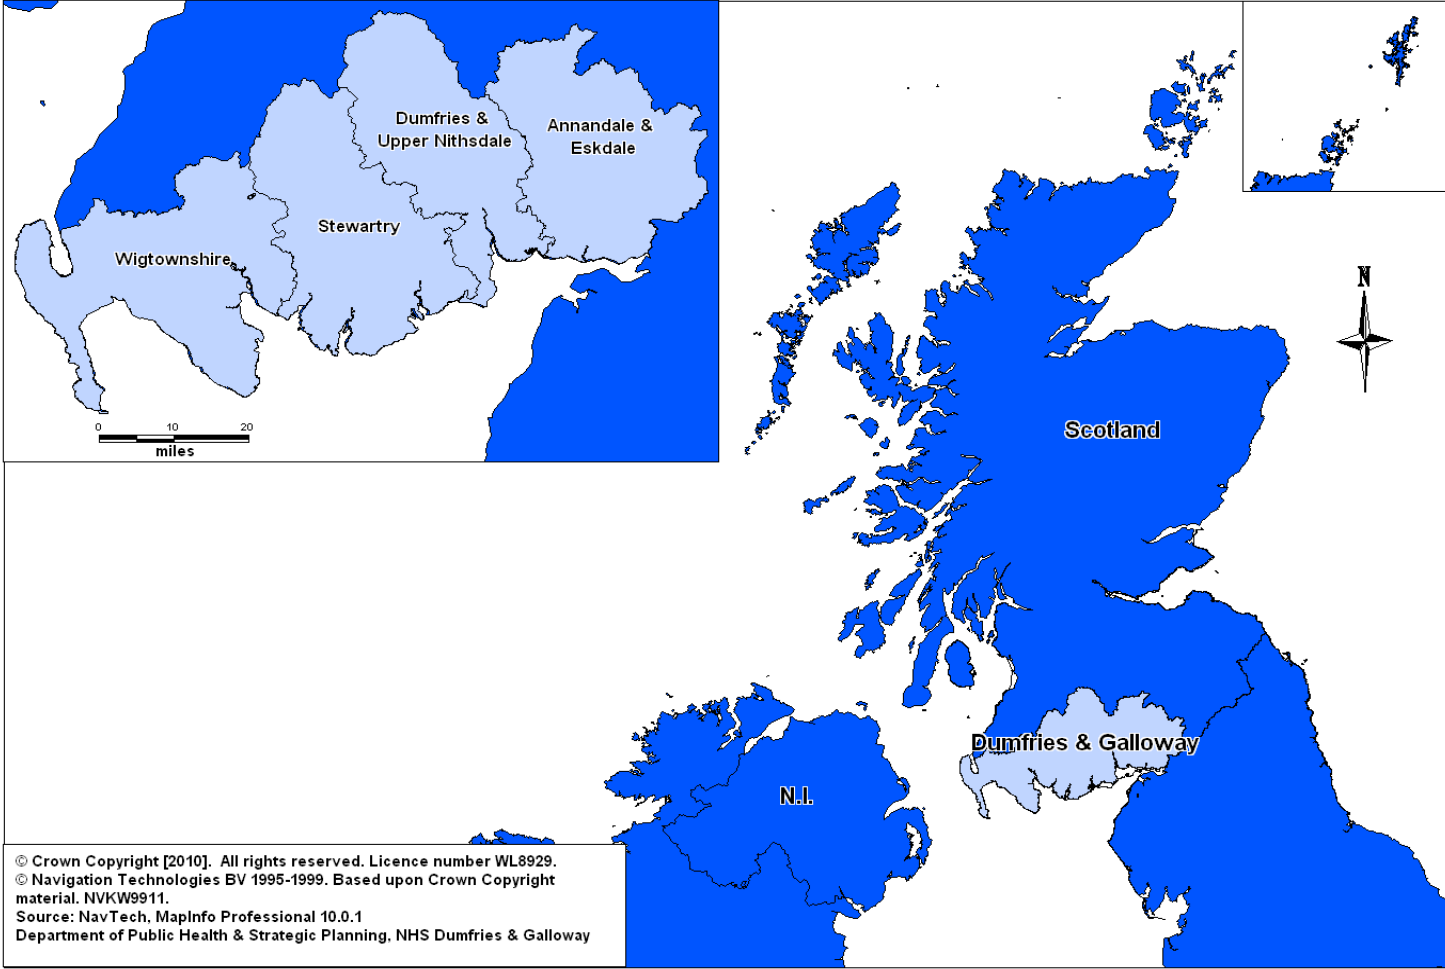 Dumfries &
Upper Nithsdale
Annandale &
Eskdale
Stewartry
Wigtownshire
0 10 20
miles
N
Scotland
Dumfries & Galloway
N.I.
© Crown Copyright [2010]. All rights reserved. Licence number WL8929.
© Navigation Technologies BV 1995-1999. Based upon Crown Copyright
material. NVKW9911.
Source: NavTech, MapInfo Professional 10.0.1
Department of Public Health & Strategic Planning, NHS Dumfries & Galloway